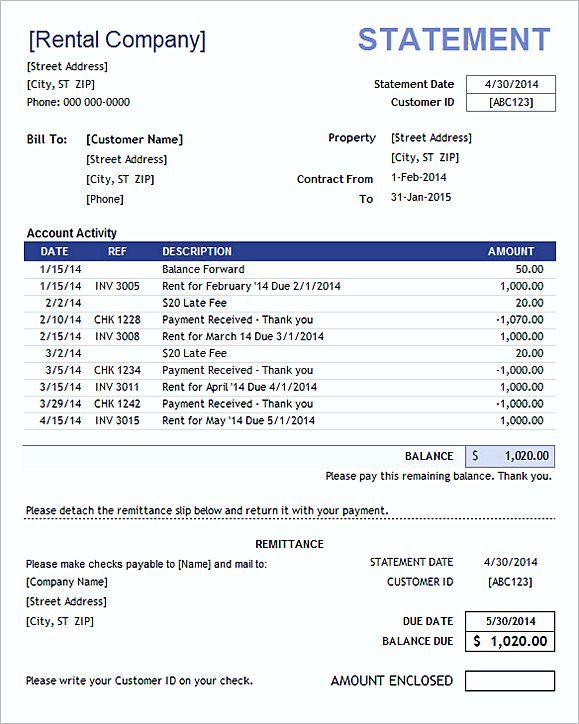 [Rental Company]
STATEMENT
[Street Address]
[City, ST ZIP]
Phone: 000 000-0000
Statement Date 4/30/2014
Customer ID [ABC123]
Bill To: [Customer Name]
[Street Address]
[City, ST ZIP]
[Phone]
Property [Street Address]
[City, ST ZIP]
Contract From 1-Feb-2014
To 31-Jan-2015
Account Activity
DATE REF DESCRIPTION AMOUNT
1/15/14 Balance Forward 50.00
1/15/14 INV 3005 Rent for February '14 Due 2/1/2014 1,000.00
2/2/14 $20 Late Fee 20.00
2/10/14 CHK 1228 Payment Received - Thank you -1,070.00
2/15/14 INV 3008 Rent for March 14 Due 3/1/2014 1,000.00
3/2/14 $20 Late Fee 20.00
3/5/14 CHK 1234 Payment Received - Thank you -1,000.00
3/15/14 INV 3011 Rent for April '14 Due 4/1/2014 1,000.00
3/29/14 CHK 1242 Payment Received - Thank you -1,000.00
4/15/14 INV 3015 Rent for May '14 Due 5/1/2014 1,000.00
BALANCE $ 1,020.00
Please pay this remaining balance. Thank you.
Please detach the remittance slip below and return it with your payment.
REMITTANCE
Please make checks payable to [Name] and mail to:
[Company Name]
[Street Address]
[City, ST ZIP]
STATEMENT DATE 4/30/2014
CUSTOMER ID [ABC123]
DUE DATE 5/30/2014
BALANCE DUE $ 1,020.00
Please write your Customer ID on your check.
AMOUNT ENCLOSED